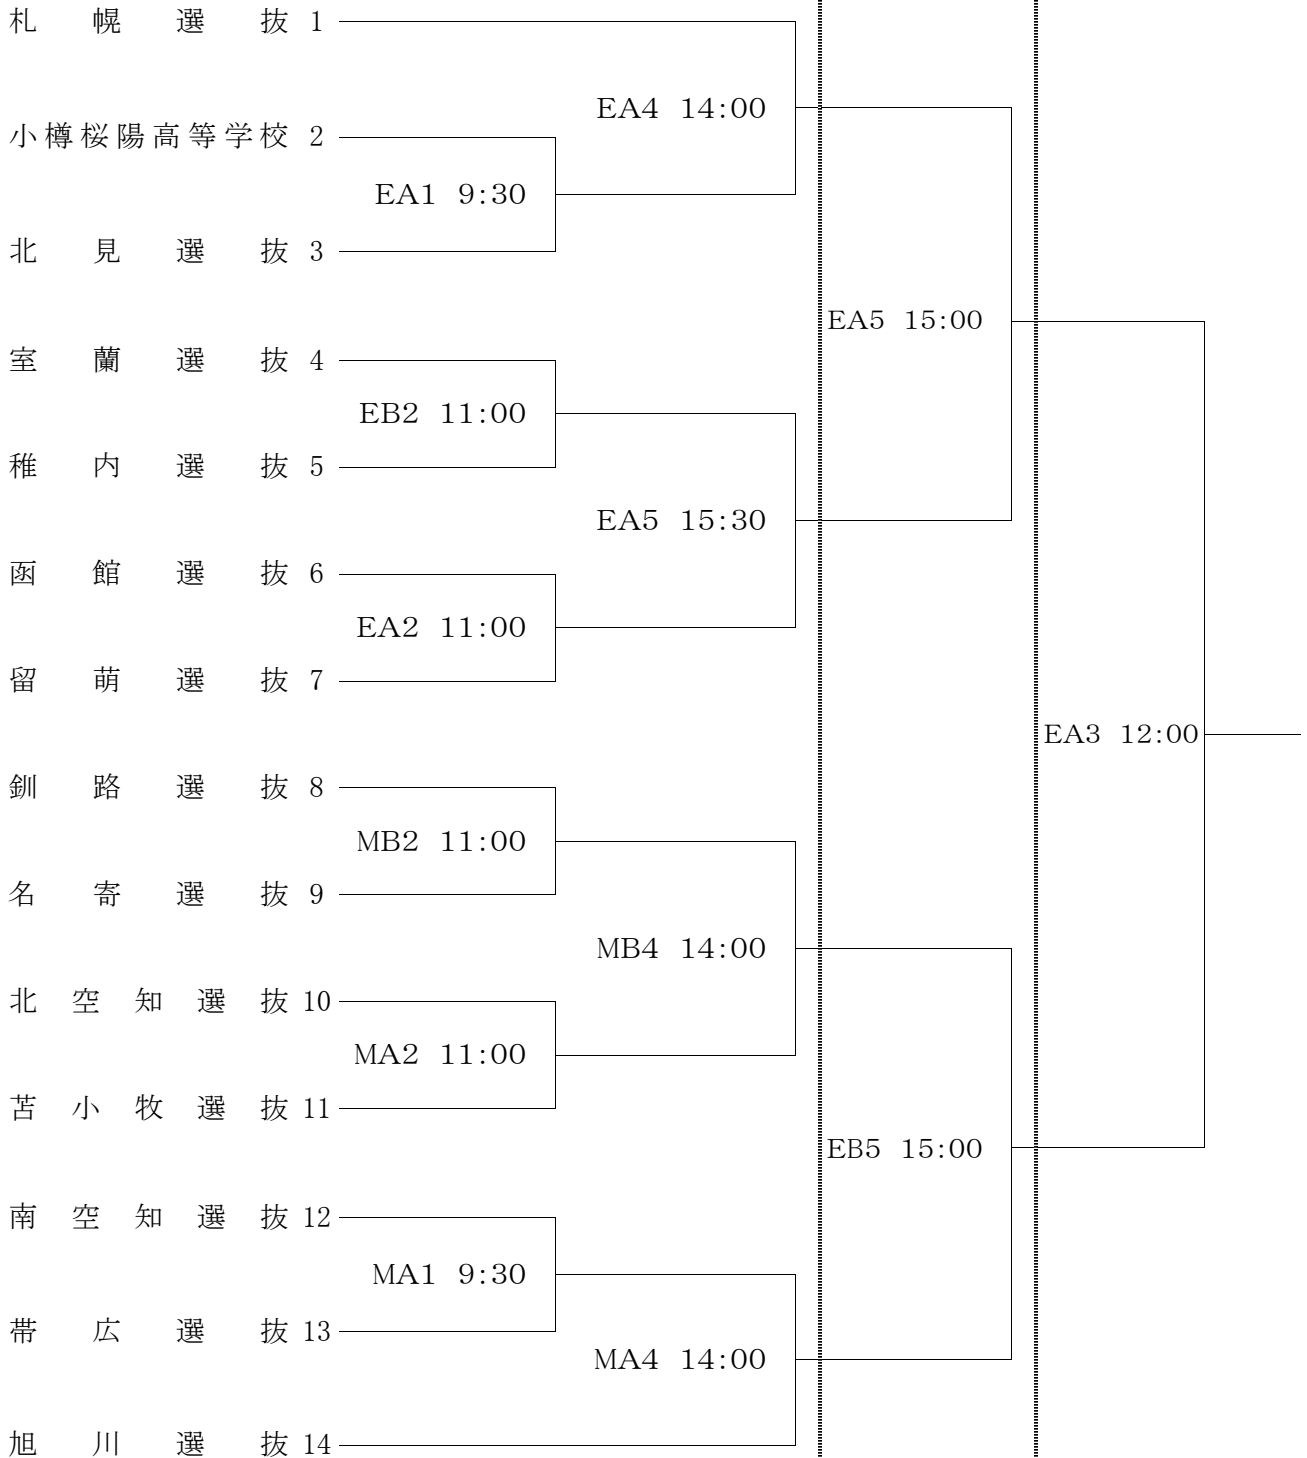 札幌選抜 1
EA4 14:00
小樽桜陽高等学校 2
EA1 9:30
北見選抜 3
EA5 15:00
室蘭選抜 4
EB2 11:00
稚内選抜 5
EA5 15:30
函館選抜 6
EA2 11:00
留萌選抜 7
EA3 12:00
釧路選抜 8
MB2 11:00
名寄選抜 9
MB4 14:00
北空知選抜 10
MA2 11:00
苫小牧選抜 11
EB5 15:00
南空知選抜 12
MA1 9:30
帯広選抜 13
MA4 14:00
旭川選抜 14